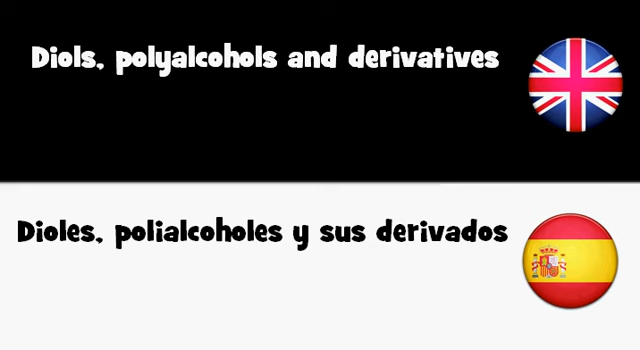 Diols, polyalcohols and derivatives
Dioles, polialcoholes y sus derivados